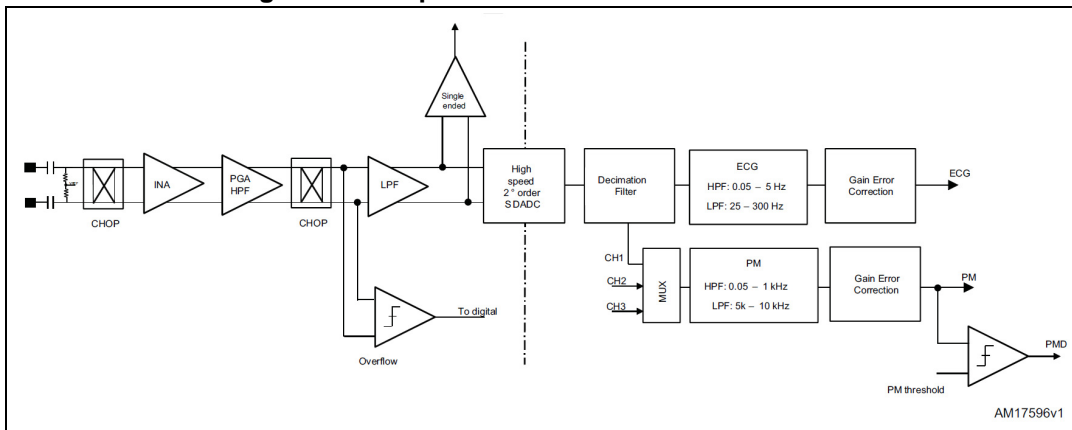 Single
ended
INA
PGA
HPF
LPF
CHOP
CHOP
High
speed
2° order
SDADC
Decimation
Filter
ECG
HPF: 0.05 – 5 Hz
LPF: 25 – 300 Hz
Gain Error
Correction
ECG
CH1
CH2
CH3
MUX
PM
HPF: 0.05 – 1 kHz
LPF: 5k – 10 kHz
Gain Error
Correction
PM
To digital
Overflow
PM threshold
PMD
AM17596v1